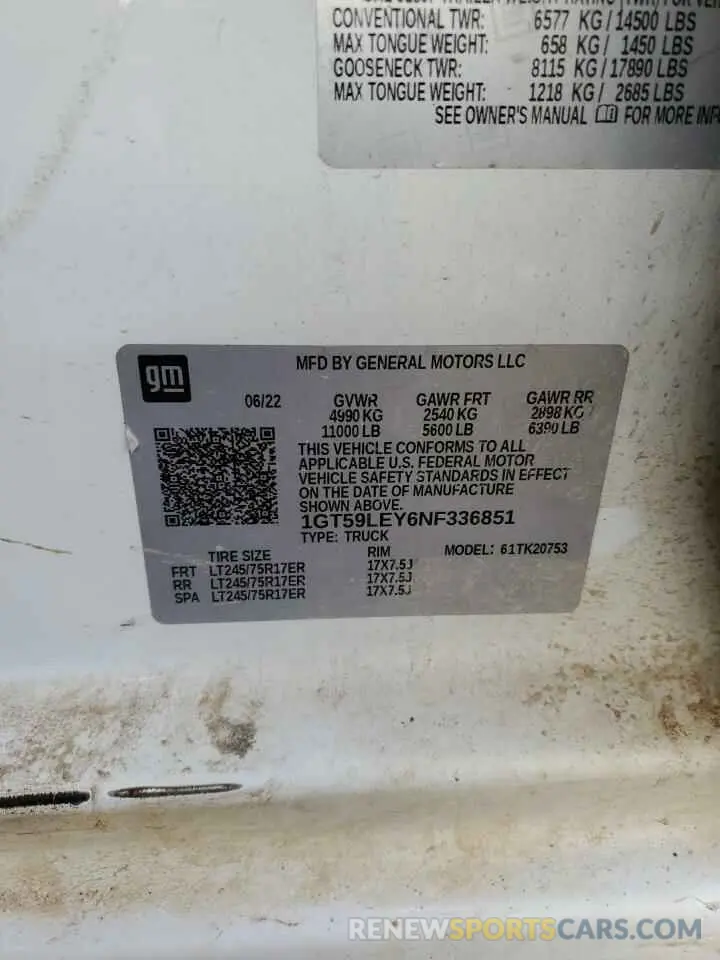 CONVENTIONAL TWR: 6577 KG/14500 LBS
MAX TONGUE WEIGHT: 658 KG/ 1450 LBS
GOOSENECK TWR: 8115 KG/17890 LBS
MAX TONGUE WEIGHT: 1218 KG/ 2685 LBS
SEE OWNER'S MANUAL FOR MORE
gm
MFD BY GENERAL MOTORS LLC
06/22 GVWR GAWR FRT GAWR RR
4990 KG 2540 KG 2898 KG
11000 LB 5600 LB 6390 LB
THIS VEHICLE CONFORMS TO ALL
APPLICABLE U.S. FEDERAL MOTOR
VEHICLE SAFETY STANDARDS IN EFFECT
ON THE DATE OF MANUFACTURE
SHOWN ABOVE.
1GT59LEY6NF336851
TYPE: TRUCK MODEL: 61TK20753
TIRE SIZE RIM
FRT LT245/75R17ER 17X7.5J
RR LT245/75R17ER 17X7.5J
SPA LT245/75R17ER 17X7.5J
RENEWSPORTSCARS.COM